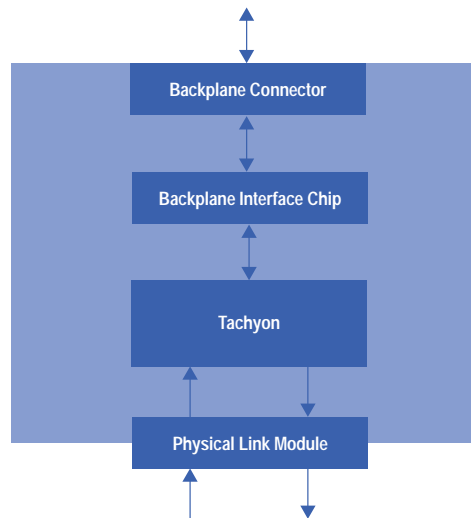 Backplane Connector
Backplane Interface Chip
Tachyon
Physical Link Module